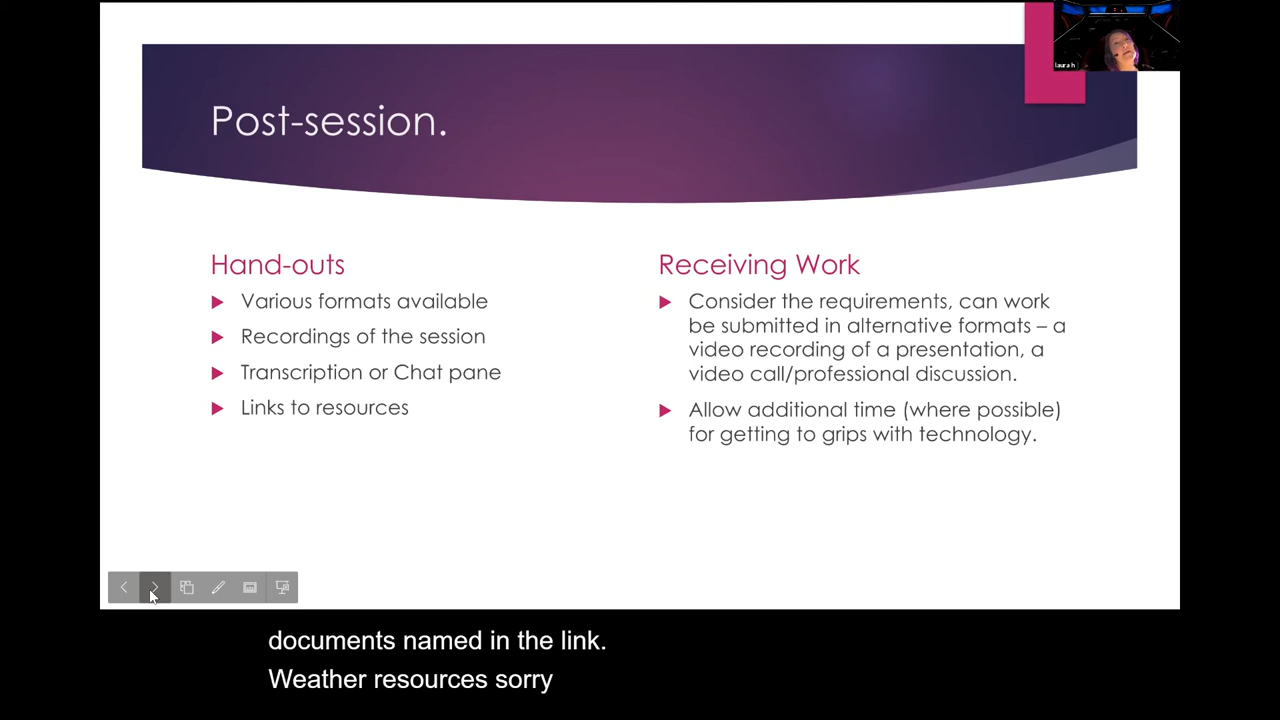 laura h
Post-session.
Hand-outs
Various formats available
Recordings of the session
Transcription or Chat pane
Links to resources
Receiving Work
Consider the requirements, can work
be submitted in alternative formats – a
video recording of a presentation, a
video call/professional discussion.
Allow additional time (where possible)
for getting to grips with technology.
documents named in the link.
Weather resources sorry